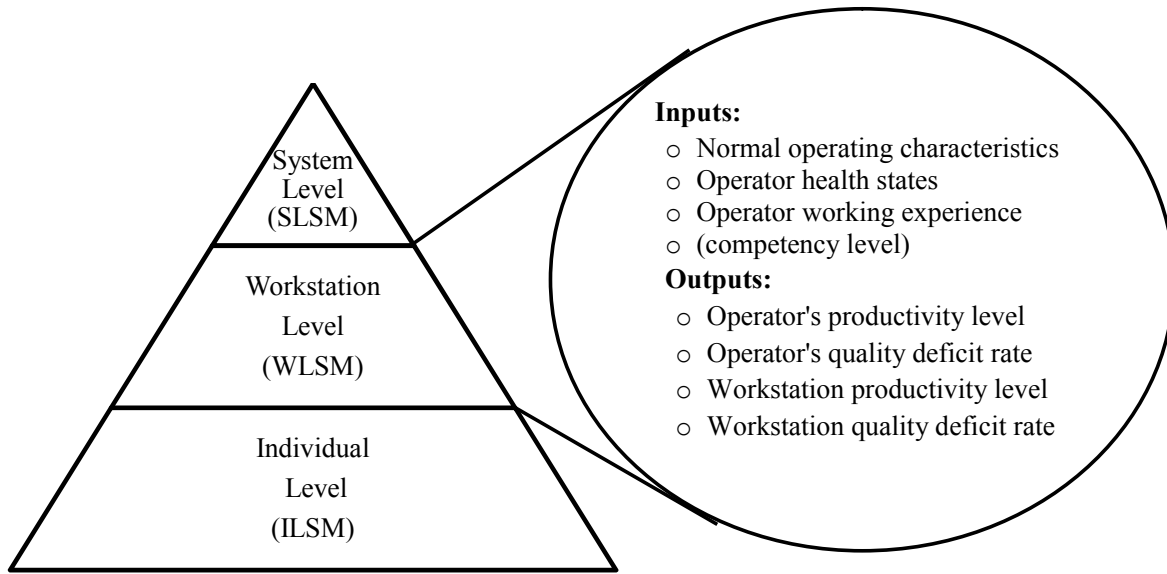 System
Level
(SLSM)
Workstation
Level
(WLSM)
Individual
Level
(ILSM)
Inputs:
○ Normal operating characteristics
○ Operator health states
○ Operator working experience
○ (competency level)
Outputs:
○ Operator's productivity level
○ Operator's quality deficit rate
○ Workstation productivity level
○ Workstation quality deficit rate